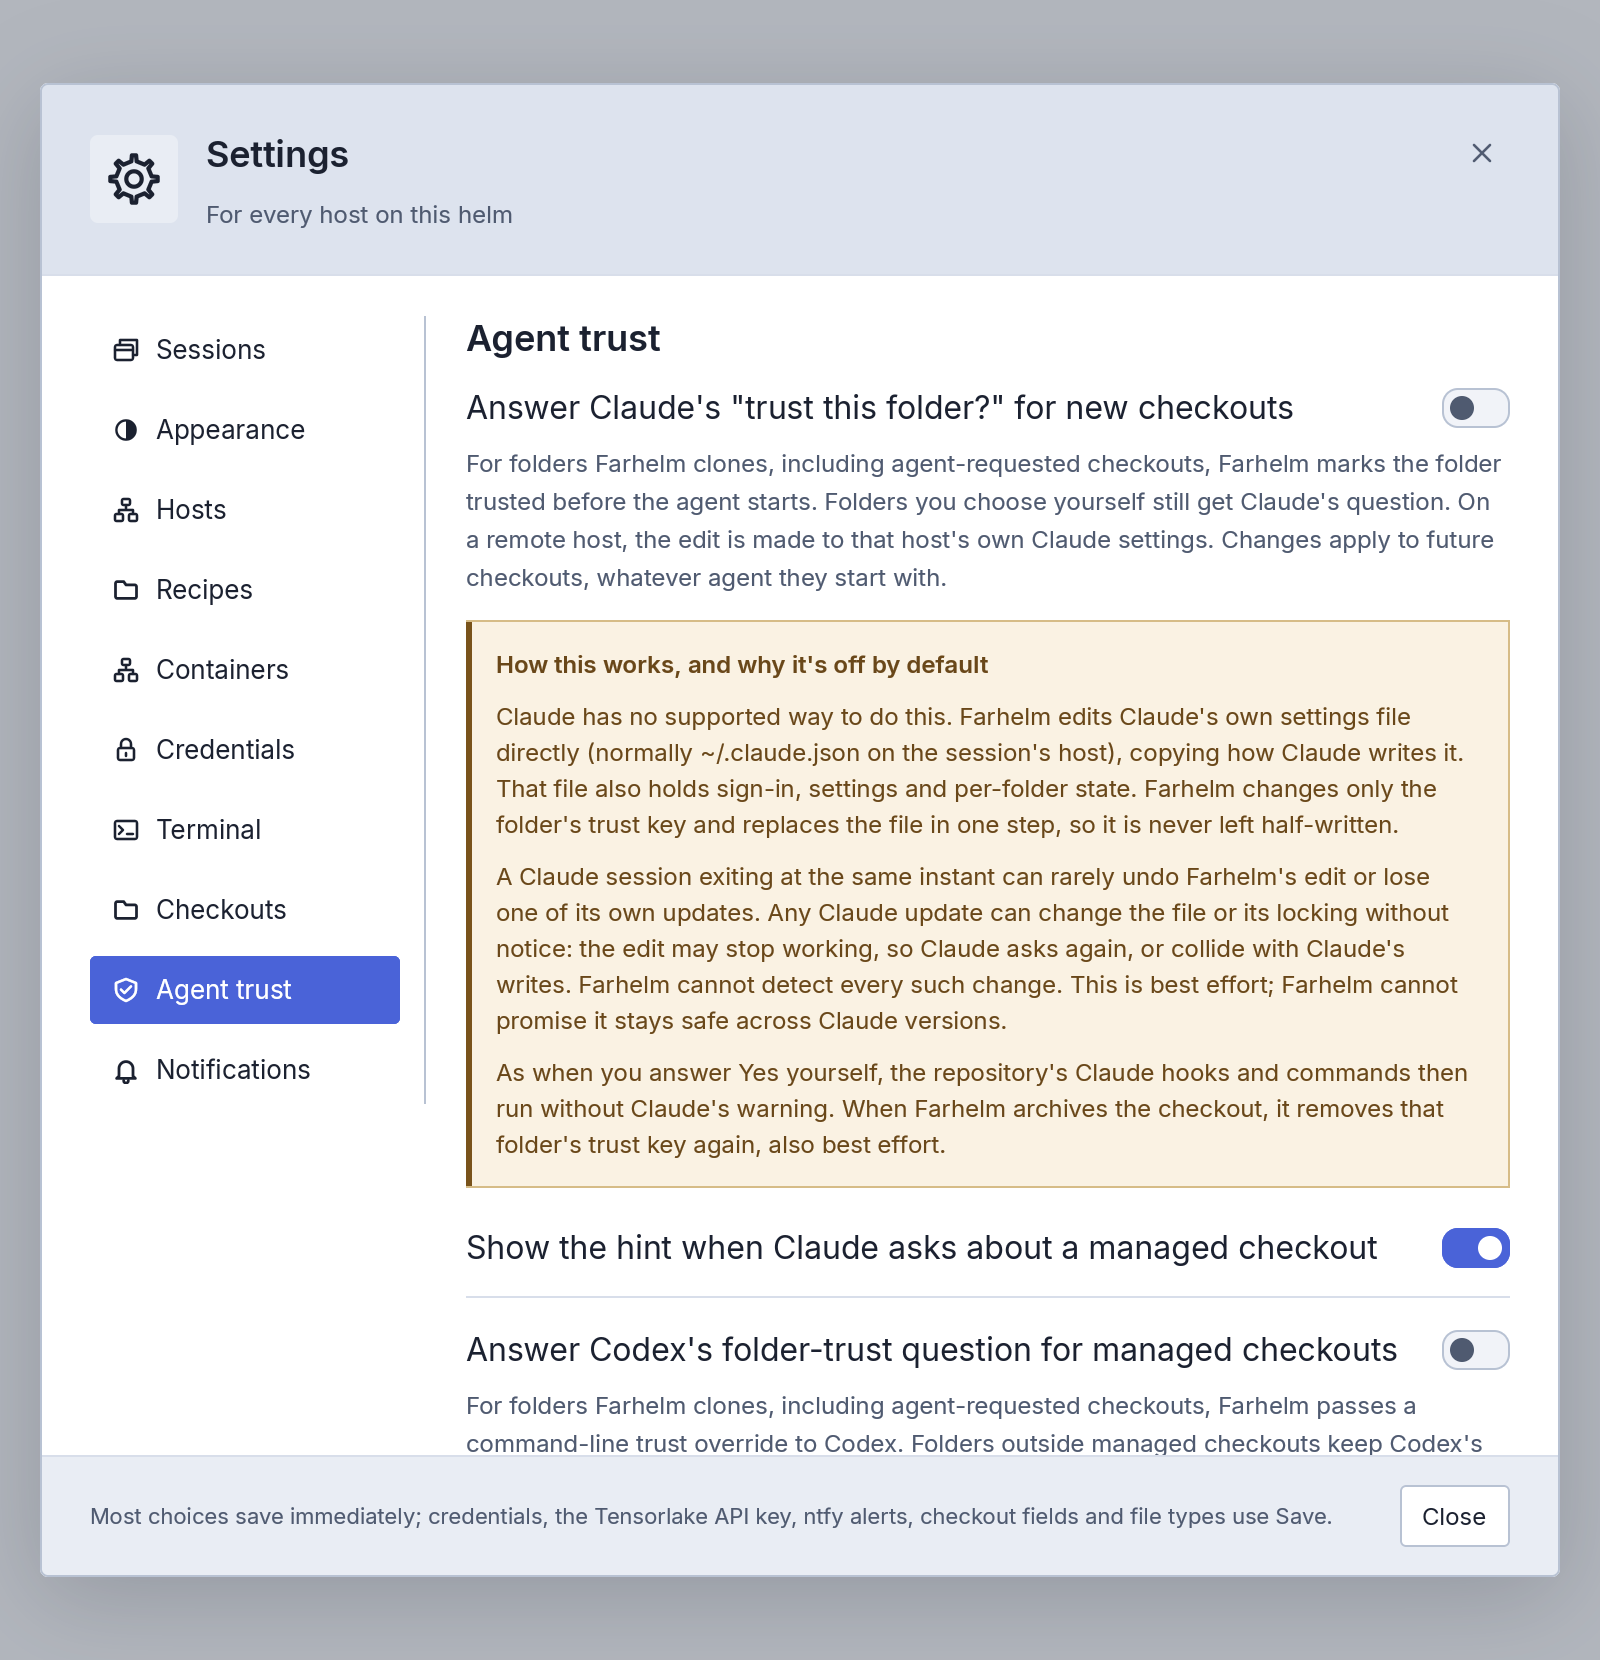 Settings
For every host on this helm
Sessions
Appearance
Hosts
Recipes
Containers
Credentials
Terminal
Checkouts
Agent trust
Notifications
Agent trust
Answer Claude's "trust this folder?" for new checkouts
For folders Farhelm clones, including agent-requested checkouts, Farhelm marks the folder
trusted before the agent starts. Folders you choose yourself still get Claude's question. On
a remote host, the edit is made to that host's own Claude settings. Changes apply to future
checkouts, whatever agent they start with.
How this works, and why it's off by default
Claude has no supported way to do this. Farhelm edits Claude's own settings file
directly (normally ~/.claude.json on the session's host), copying how Claude writes it.
That file also holds sign-in, settings and per-folder state. Farhelm changes only the
folder's trust key and replaces the file in one step, so it is never left half-written.
A Claude session exiting at the same instant can rarely undo Farhelm's edit or lose
one of its own updates. Any Claude update can change the file or its locking without
notice: the edit may stop working, so Claude asks again, or collide with Claude's
writes. Farhelm cannot detect every such change. This is best effort; Farhelm cannot
promise it stays safe across Claude versions.
As when you answer Yes yourself, the repository's Claude hooks and commands then
run without Claude's warning. When Farhelm archives the checkout, it removes that
folder's trust key again, also best effort.
Show the hint when Claude asks about a managed checkout
Answer Codex's folder-trust question for managed checkouts
For folders Farhelm clones, including agent-requested checkouts, Farhelm passes a
command-line trust override to Codex. Folders outside managed checkouts keep Codex's
Most choices save immediately; credentials, the Tensorlake API key, ntfy alerts, checkout fields and file types use Save.
Close